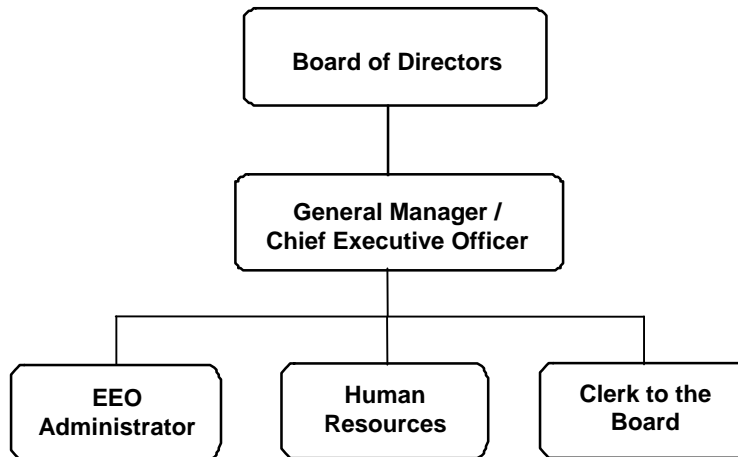 Board of Directors
General Manager /
Chief Executive Officer
EEO
Administrator
Human
Resources
Clerk to the
Board